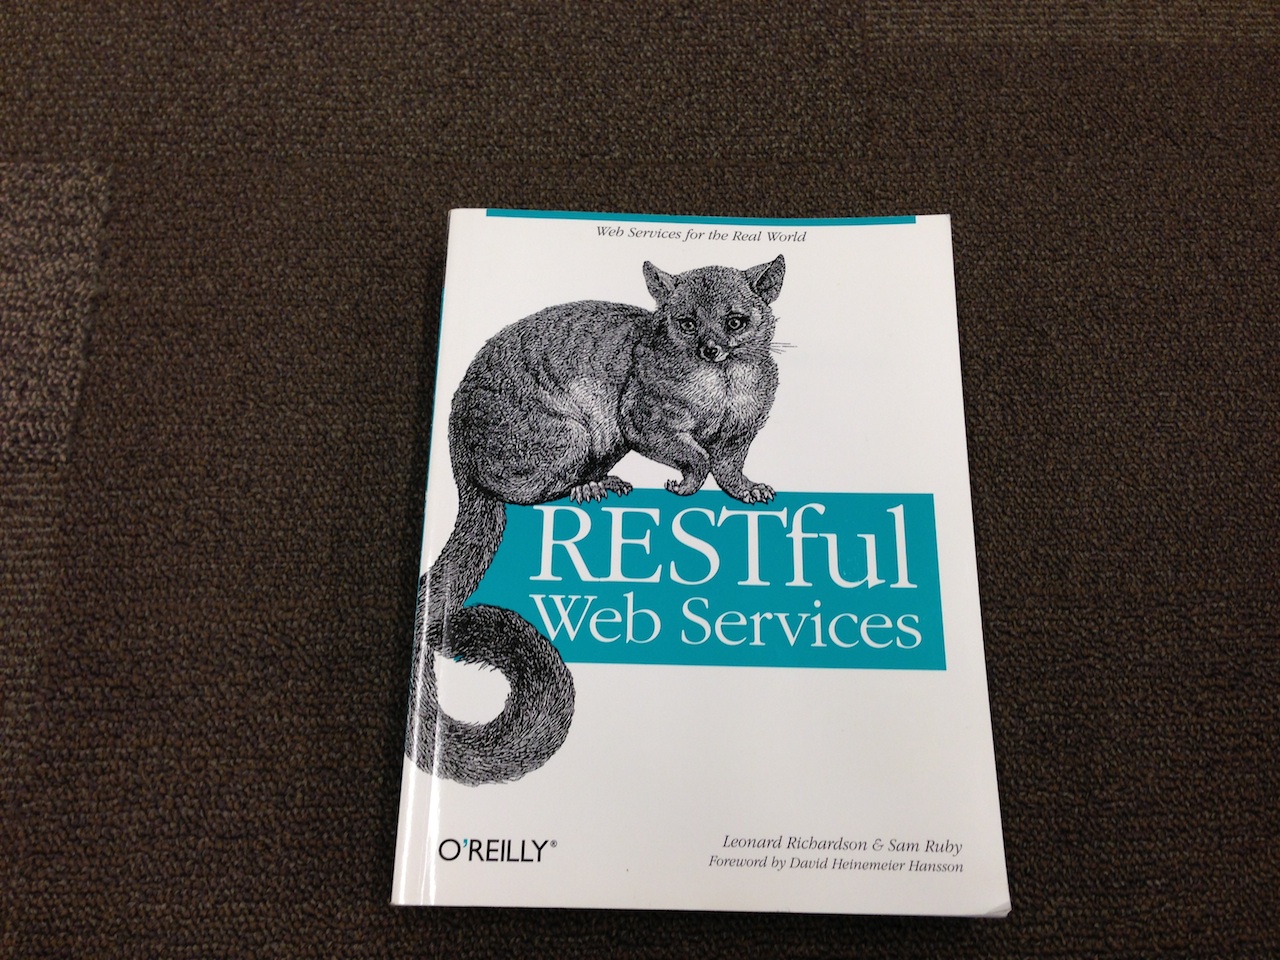 Web Services for the Real World
RESTful
Web Services
O'REILLY®
Leonard Richardson & Sam Ruby
Foreword by David Heinemeier Hansson